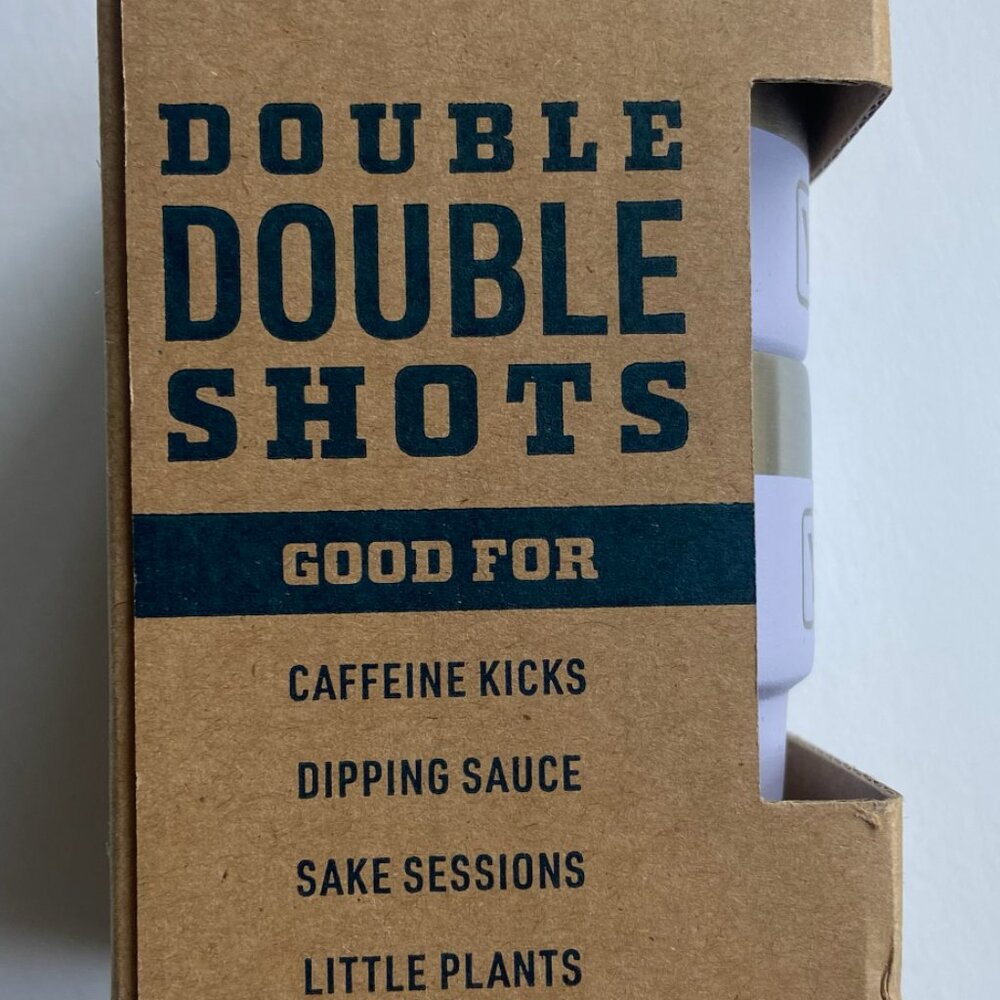 DOUBLE
DOUBLE
SHOTS
GOOD FOR
CAFFEINE KICKS
DIPPING SAUCE
SAKE SESSIONS
LITTLE PLANTS